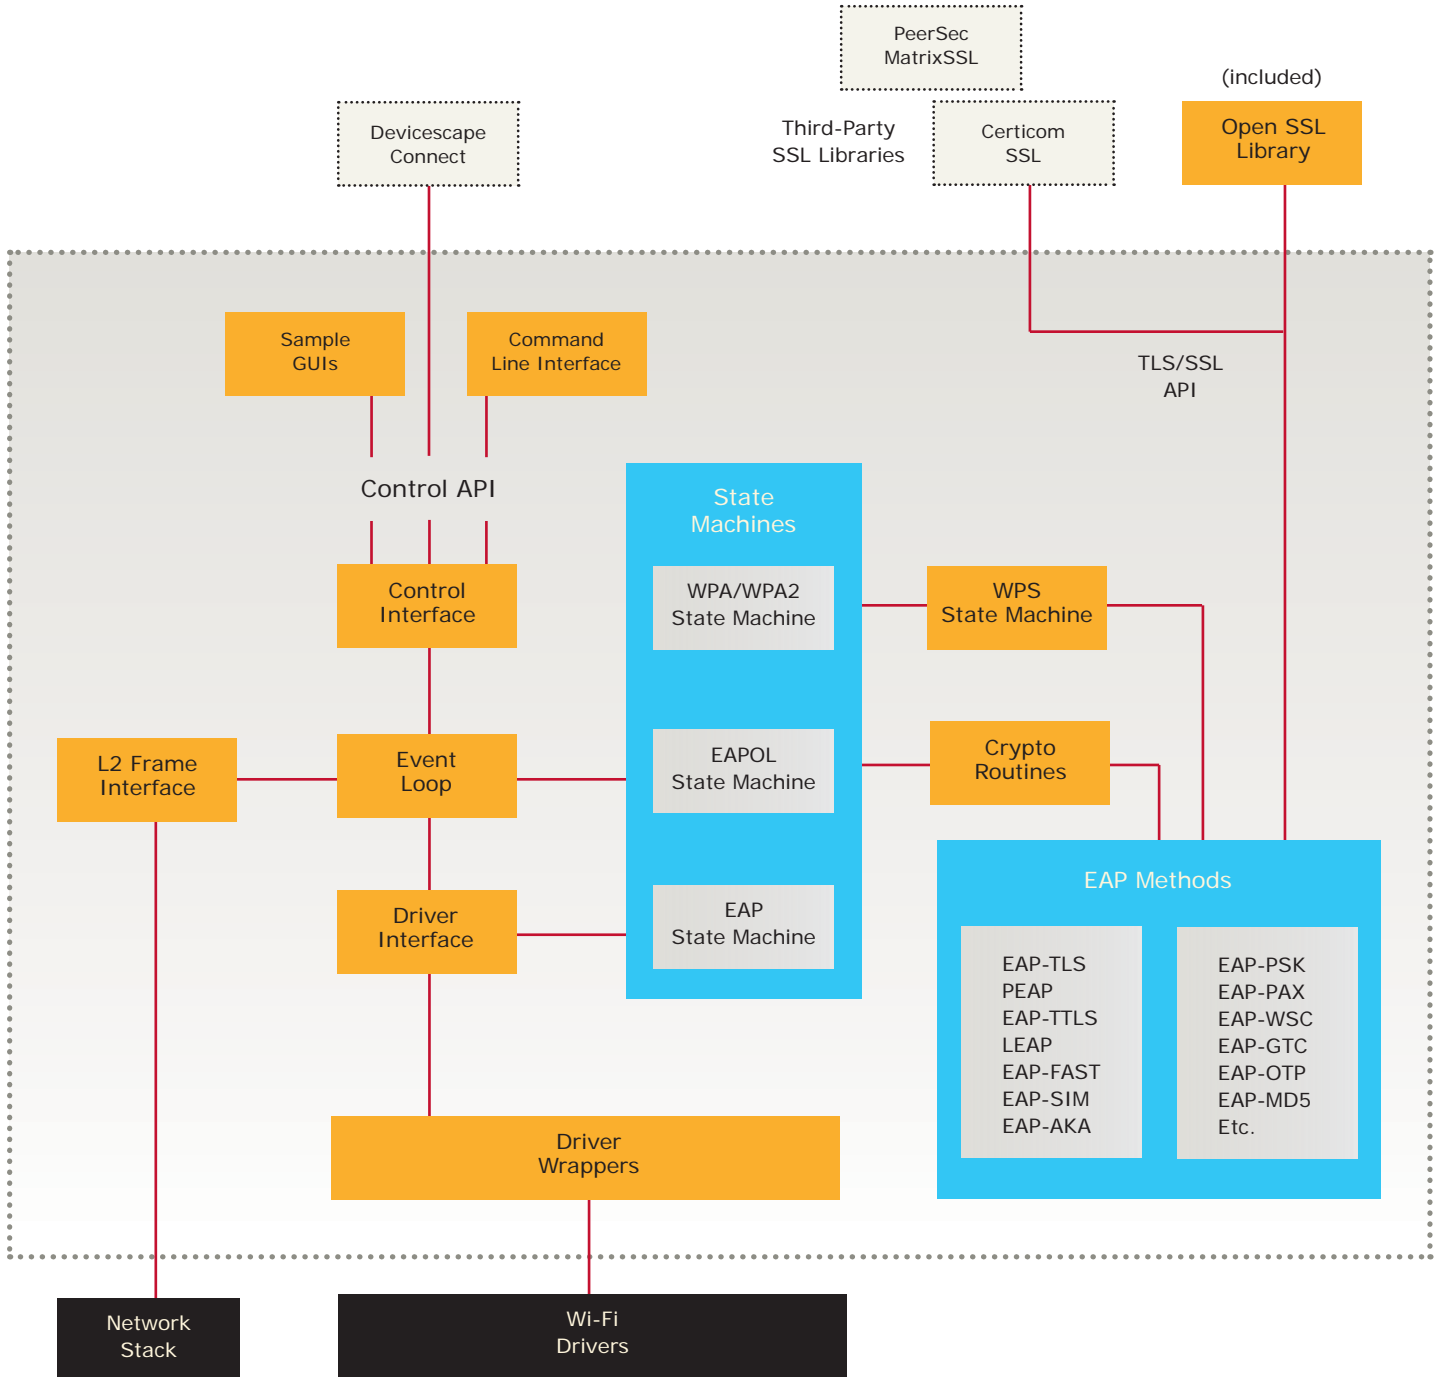 PeerSec
MatrixSSL
(included)
Devicescape
Connect
Third-Party
SSL Libraries
Certicom
SSL
Open SSL
Library
Sample
GUIs
Command
Line Interface
TLS/SSL
API
Control API
State
Machines
Control
Interface
WPA/WPA2
State Machine
WPS
State Machine
L2 Frame
Interface
Event
Loop
EAPOL
State Machine
Crypto
Routines
Driver
Interface
EAP
State Machine
EAP Methods
EAP-TLS
PEAP
EAP-TTLS
LEAP
EAP-FAST
EAP-SIM
EAP-AKA
EAP-PSK
EAP-PAX
EAP-WSC
EAP-GTC
EAP-OTP
EAP-MD5
Etc.
Driver
Wrappers
Network
Stack
Wi-Fi
Drivers